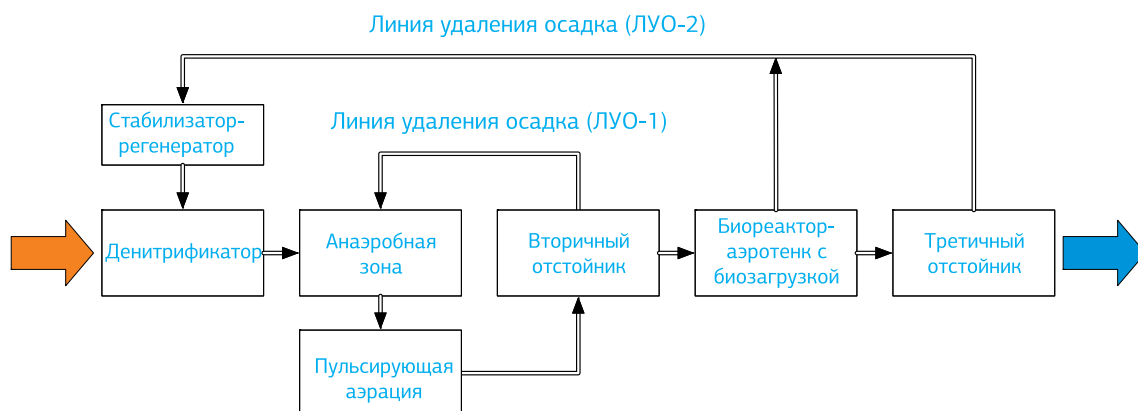 Линия удаления осадка (ЛУО-2)
Стабилизатор-
регенератор
Линия удаления осадка (ЛУО-1)
Денитрификатор
Анаэробная
зона
Вторичный
отстойник
Биореактор-
аэротенк с
биозагрузкой
Третичный
отстойник
Пульсирующая
аэрация